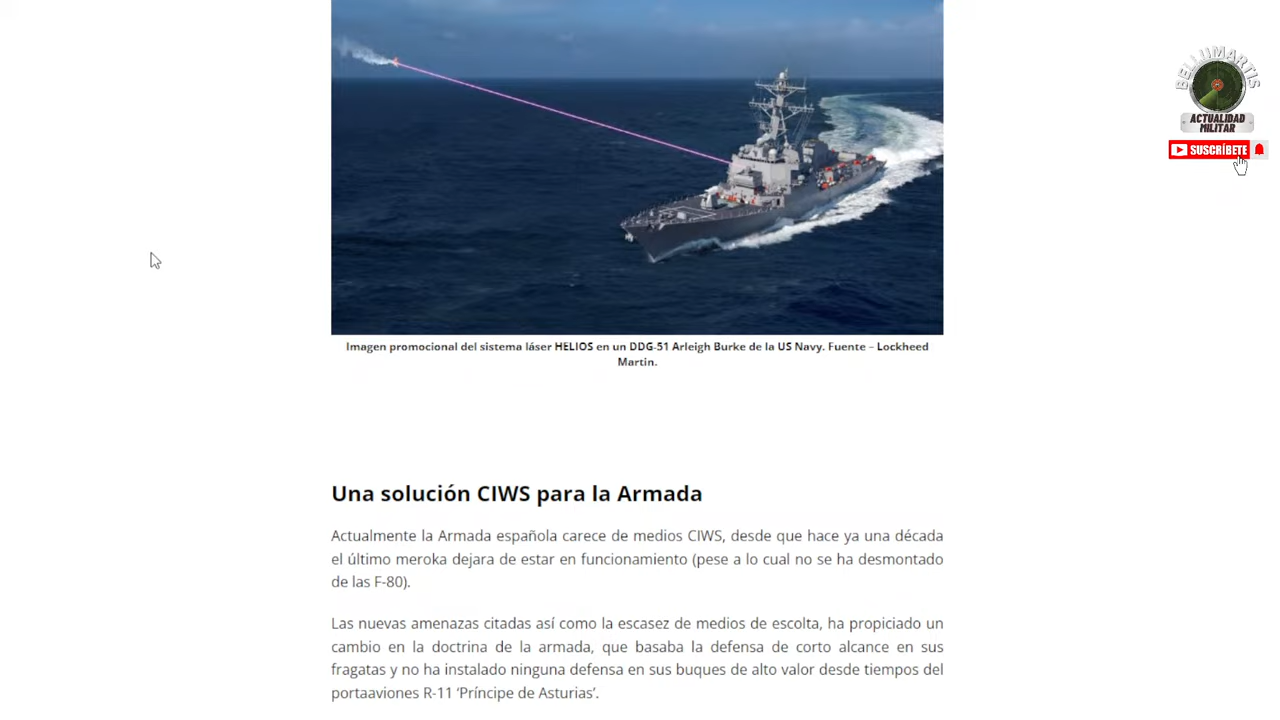 BELLUMARTIS
ACTUALIDAD
MILITAR
SUSCRÍBETE
Imagen promocional del sistema láser HELIOS en un DDG-51 Arleigh Burke de la US Navy. Fuente – Lockheed
Martin.
Una solución CIWS para la Armada
Actualmente la Armada española carece de medios CIWS, desde que hace ya una década
el último meroka dejara de estar en funcionamiento (pese a lo cual no se ha desmontado
de las F-80).
Las nuevas amenazas citadas así como la escasez de medios de escolta, ha propiciado un
cambio en la doctrina de la armada, que basaba la defensa de corto alcance en sus
fragatas y no ha instalado ninguna defensa en sus buques de alto valor desde tiempos del
portaaviones R-11 ‘Príncipe de Asturias’.